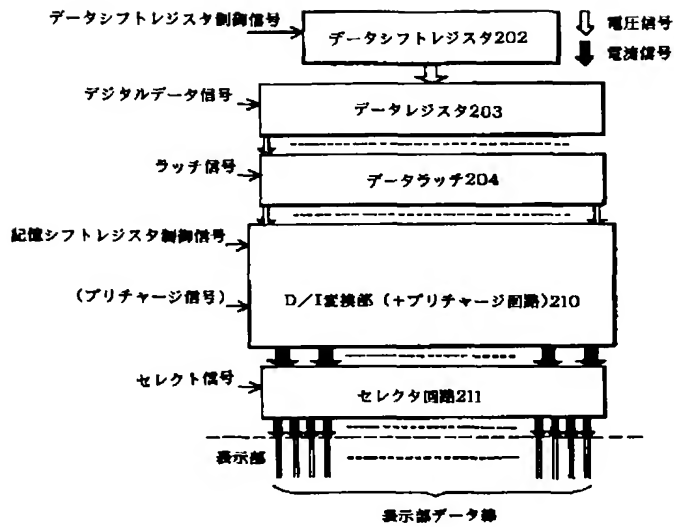 データシフトレジスタ制御信号
データシフトレジスタ202
電圧信号
電流信号
デジタルデータ信号
データレジスタ203
ラッチ信号
データラッチ204
記憶シフトレジスタ制御信号
(プリチャージ信号)
D/I変換部 (+プリチャージ回路)210
セレクト信号
セレクタ回路211
表示部
表示部データ線